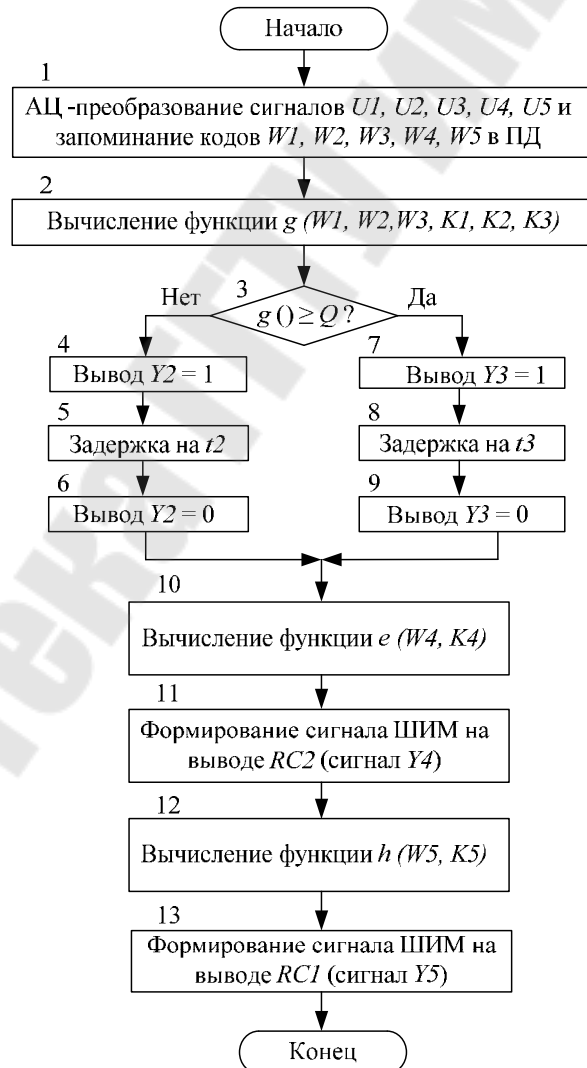 Начало
1
АЦ -преобразование сигналов U1, U2, U3, U4, U5 и
запоминание кодов W1, W2, W3, W4, W5 в ПД
2
Вычисление функции g (W1, W2,W3, K1, K2, K3)
Нет
3
Да
g () ≥ Q ?
4
Вывод Y2 = 1
5
Задержка на t2
6
Вывод Y2 = 0
7
Вывод Y3 = 1
8
Задержка на t3
9
Вывод Y3 = 0
10
Вычисление функции e (W4, K4)
11
Формирование сигнала ШИМ на
выводе RC2 (сигнал Y4)
12
Вычисление функции h (W5, K5)
13
Формирование сигнала ШИМ на
выводе RC1 (сигнал Y5)
Конец